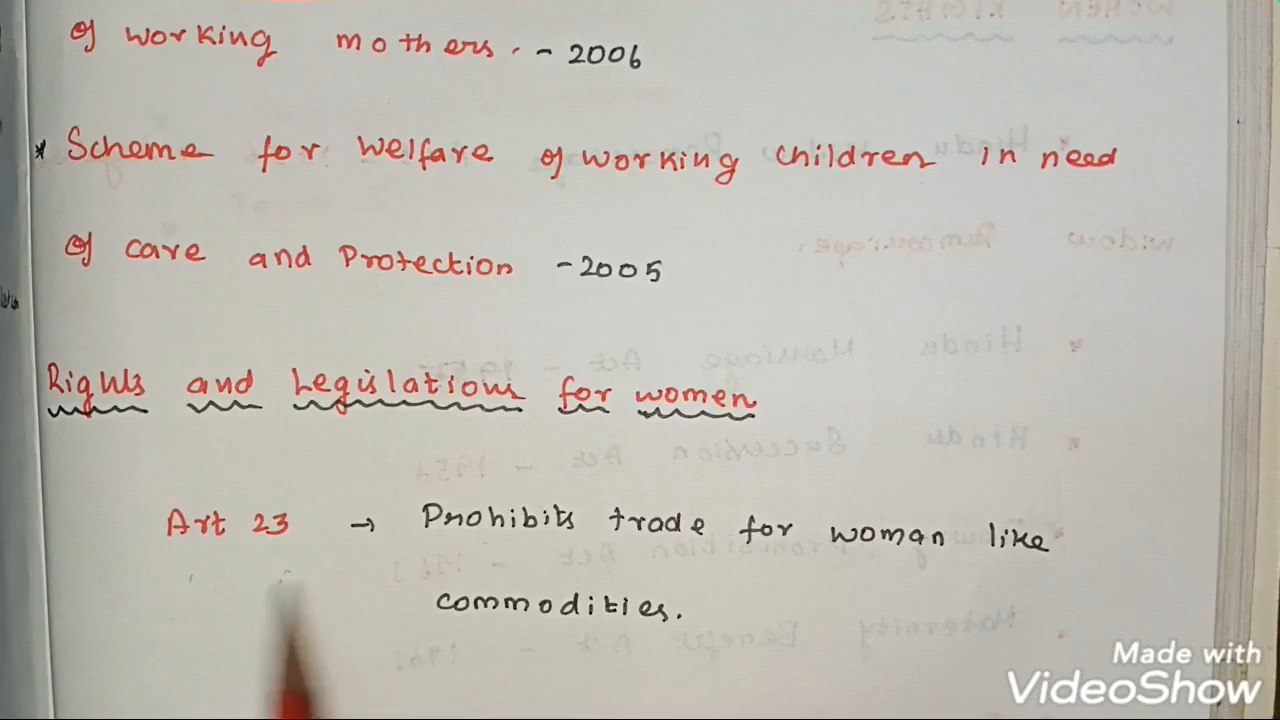 of working mothers. - 2006
* Scheme for welfare of working children in need
of care and Protection - 2005
Rights and Legislations for women
Art 23 → Prohibits trade for woman like
commodities.
Made with
VideoShow